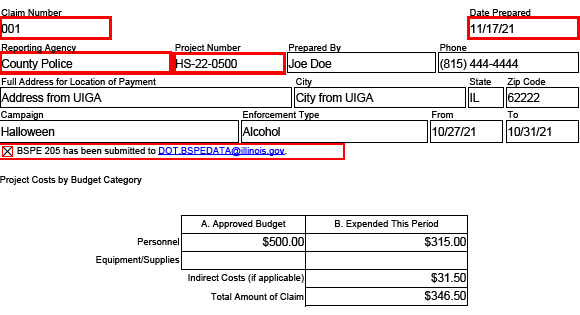 Claim Number Date Prepared
001 11/17/21
Reporting Agency Project Number Prepared By Phone
County Police HS-22-0500 Joe Doe (815) 444-4444
Full Address for Location of Payment City State Zip Code
Address from UIGA City from UIGA IL 62222
Campaign Enforcement Type From To
Halloween Alcohol 10/27/21 10/31/21
BSPE 205 has been submitted to DOT.BSPEDATA@illinois.gov.
Project Costs by Budget Category
A. Approved Budget B. Expended This Period
Personnel $500.00 $315.00
Equipment/Supplies
Indirect Costs (if applicable) $31.50
Total Amount of Claim $346.50